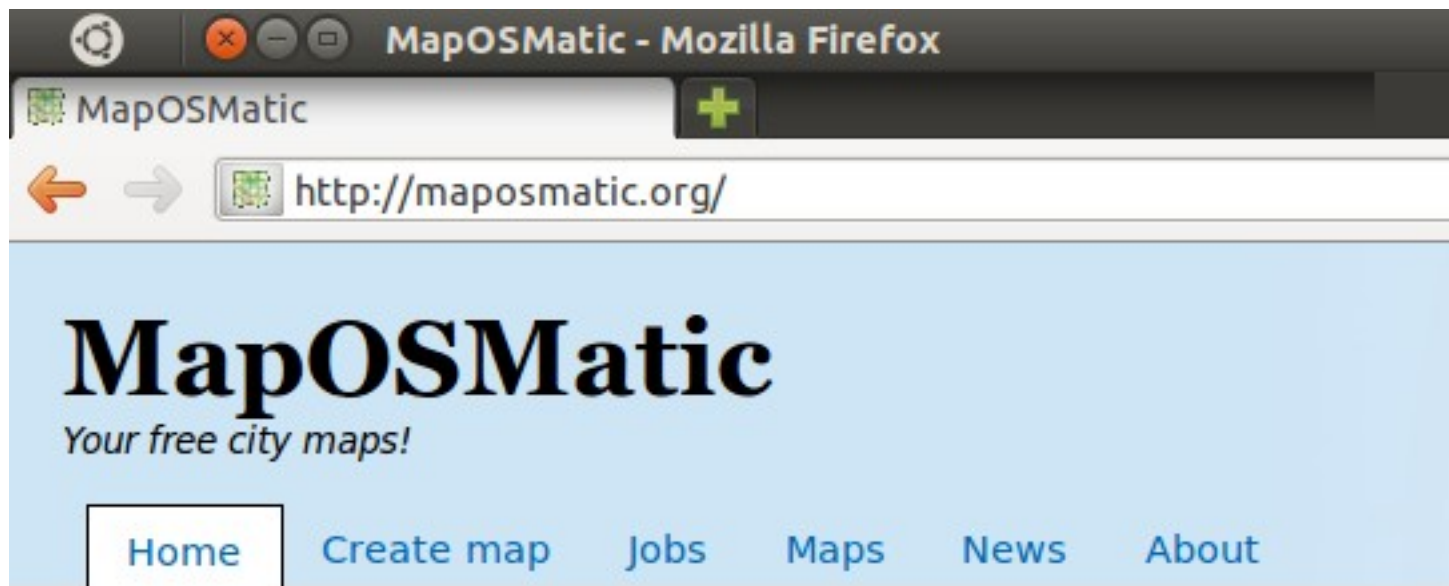 MapOSMatic - Mozilla Firefox
MapOSMatic
http://maposmatic.org/
MapOSMatic
Your free city maps!
Home Create map Jobs Maps News About